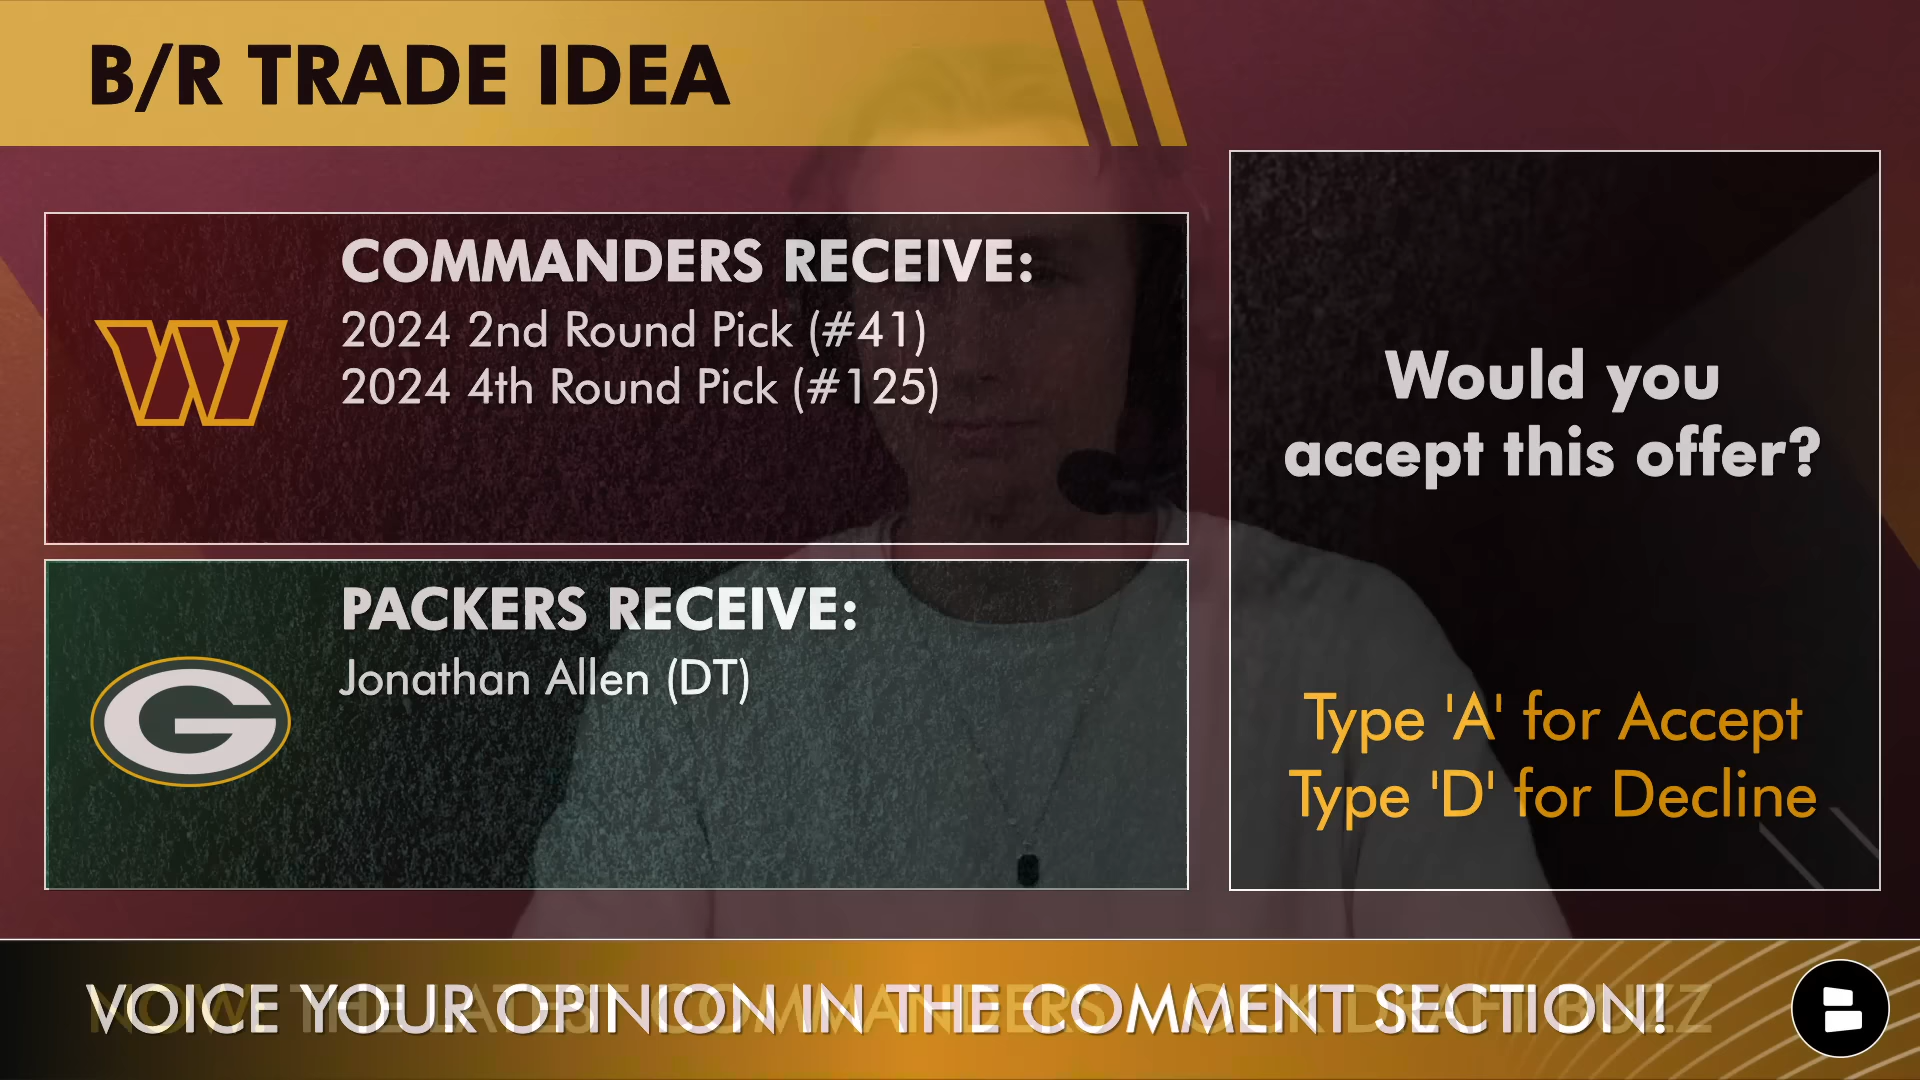 B/R TRADE IDEA
COMMANDERS RECEIVE:
2024 2nd Round Pick (#41)
2024 4th Round Pick (#125)
PACKERS RECEIVE:
Jonathan Allen (DT)
Would you
accept this offer?
Type 'A' for Accept
Type 'D' for Decline
VOICE YOUR OPINION IN THE COMMENT SECTION!